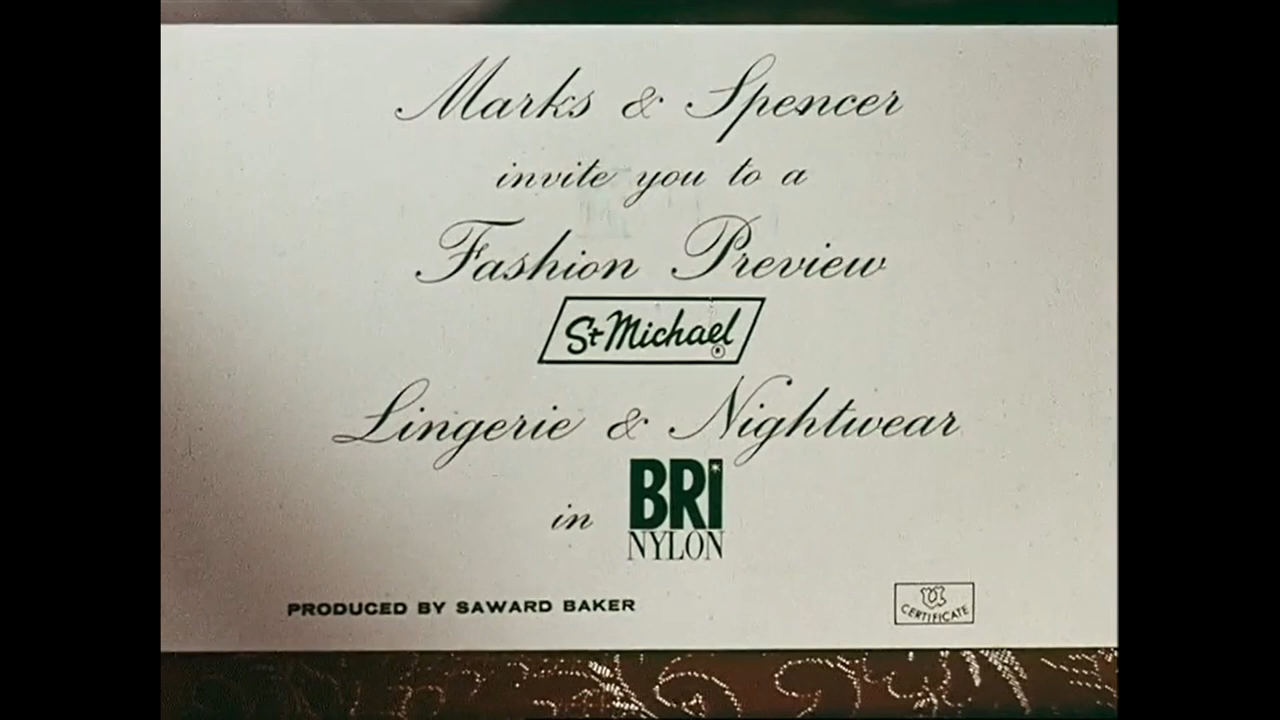 Marks & Spencer
invite you to a
Fashion Preview
St Michael ®
Lingerie & Nightwear
in BRI
NYLON
PRODUCED BY SAWARD BAKER
U
CERTIFICATE